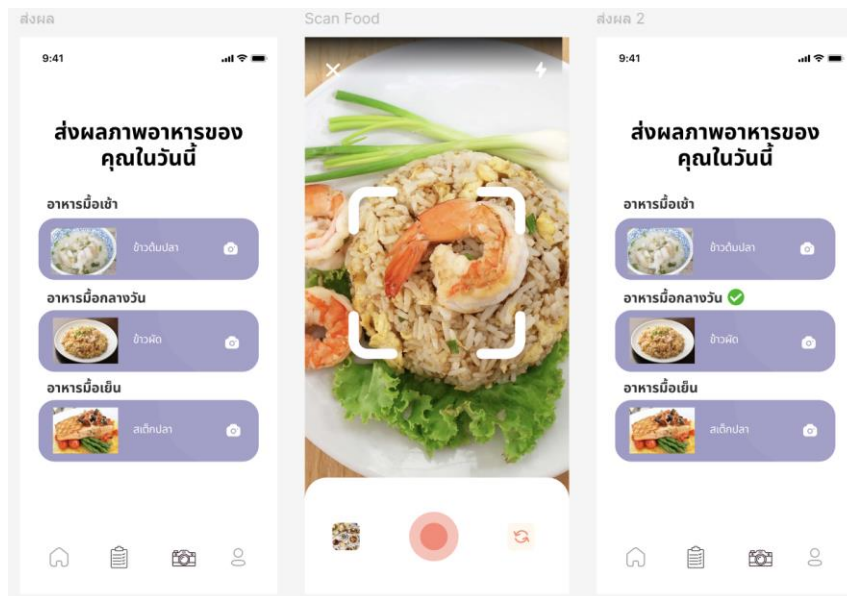 ส่งผล
9:41
ส่งผลภาพอาหารของ
คุณในวันนี้
อาหารมื้อเช้า
ข้าวต้มปลา
อาหารมื้อกลางวัน
ข้าวผัด
อาหารมื้อเย็น
สเต็กปลา
Scan Food
ส่งผล 2
9:41
ส่งผลภาพอาหารของ
คุณในวันนี้
อาหารมื้อเช้า
ข้าวต้มปลา
อาหารมื้อกลางวัน
ข้าวผัด
อาหารมื้อเย็น
สเต็กปลา